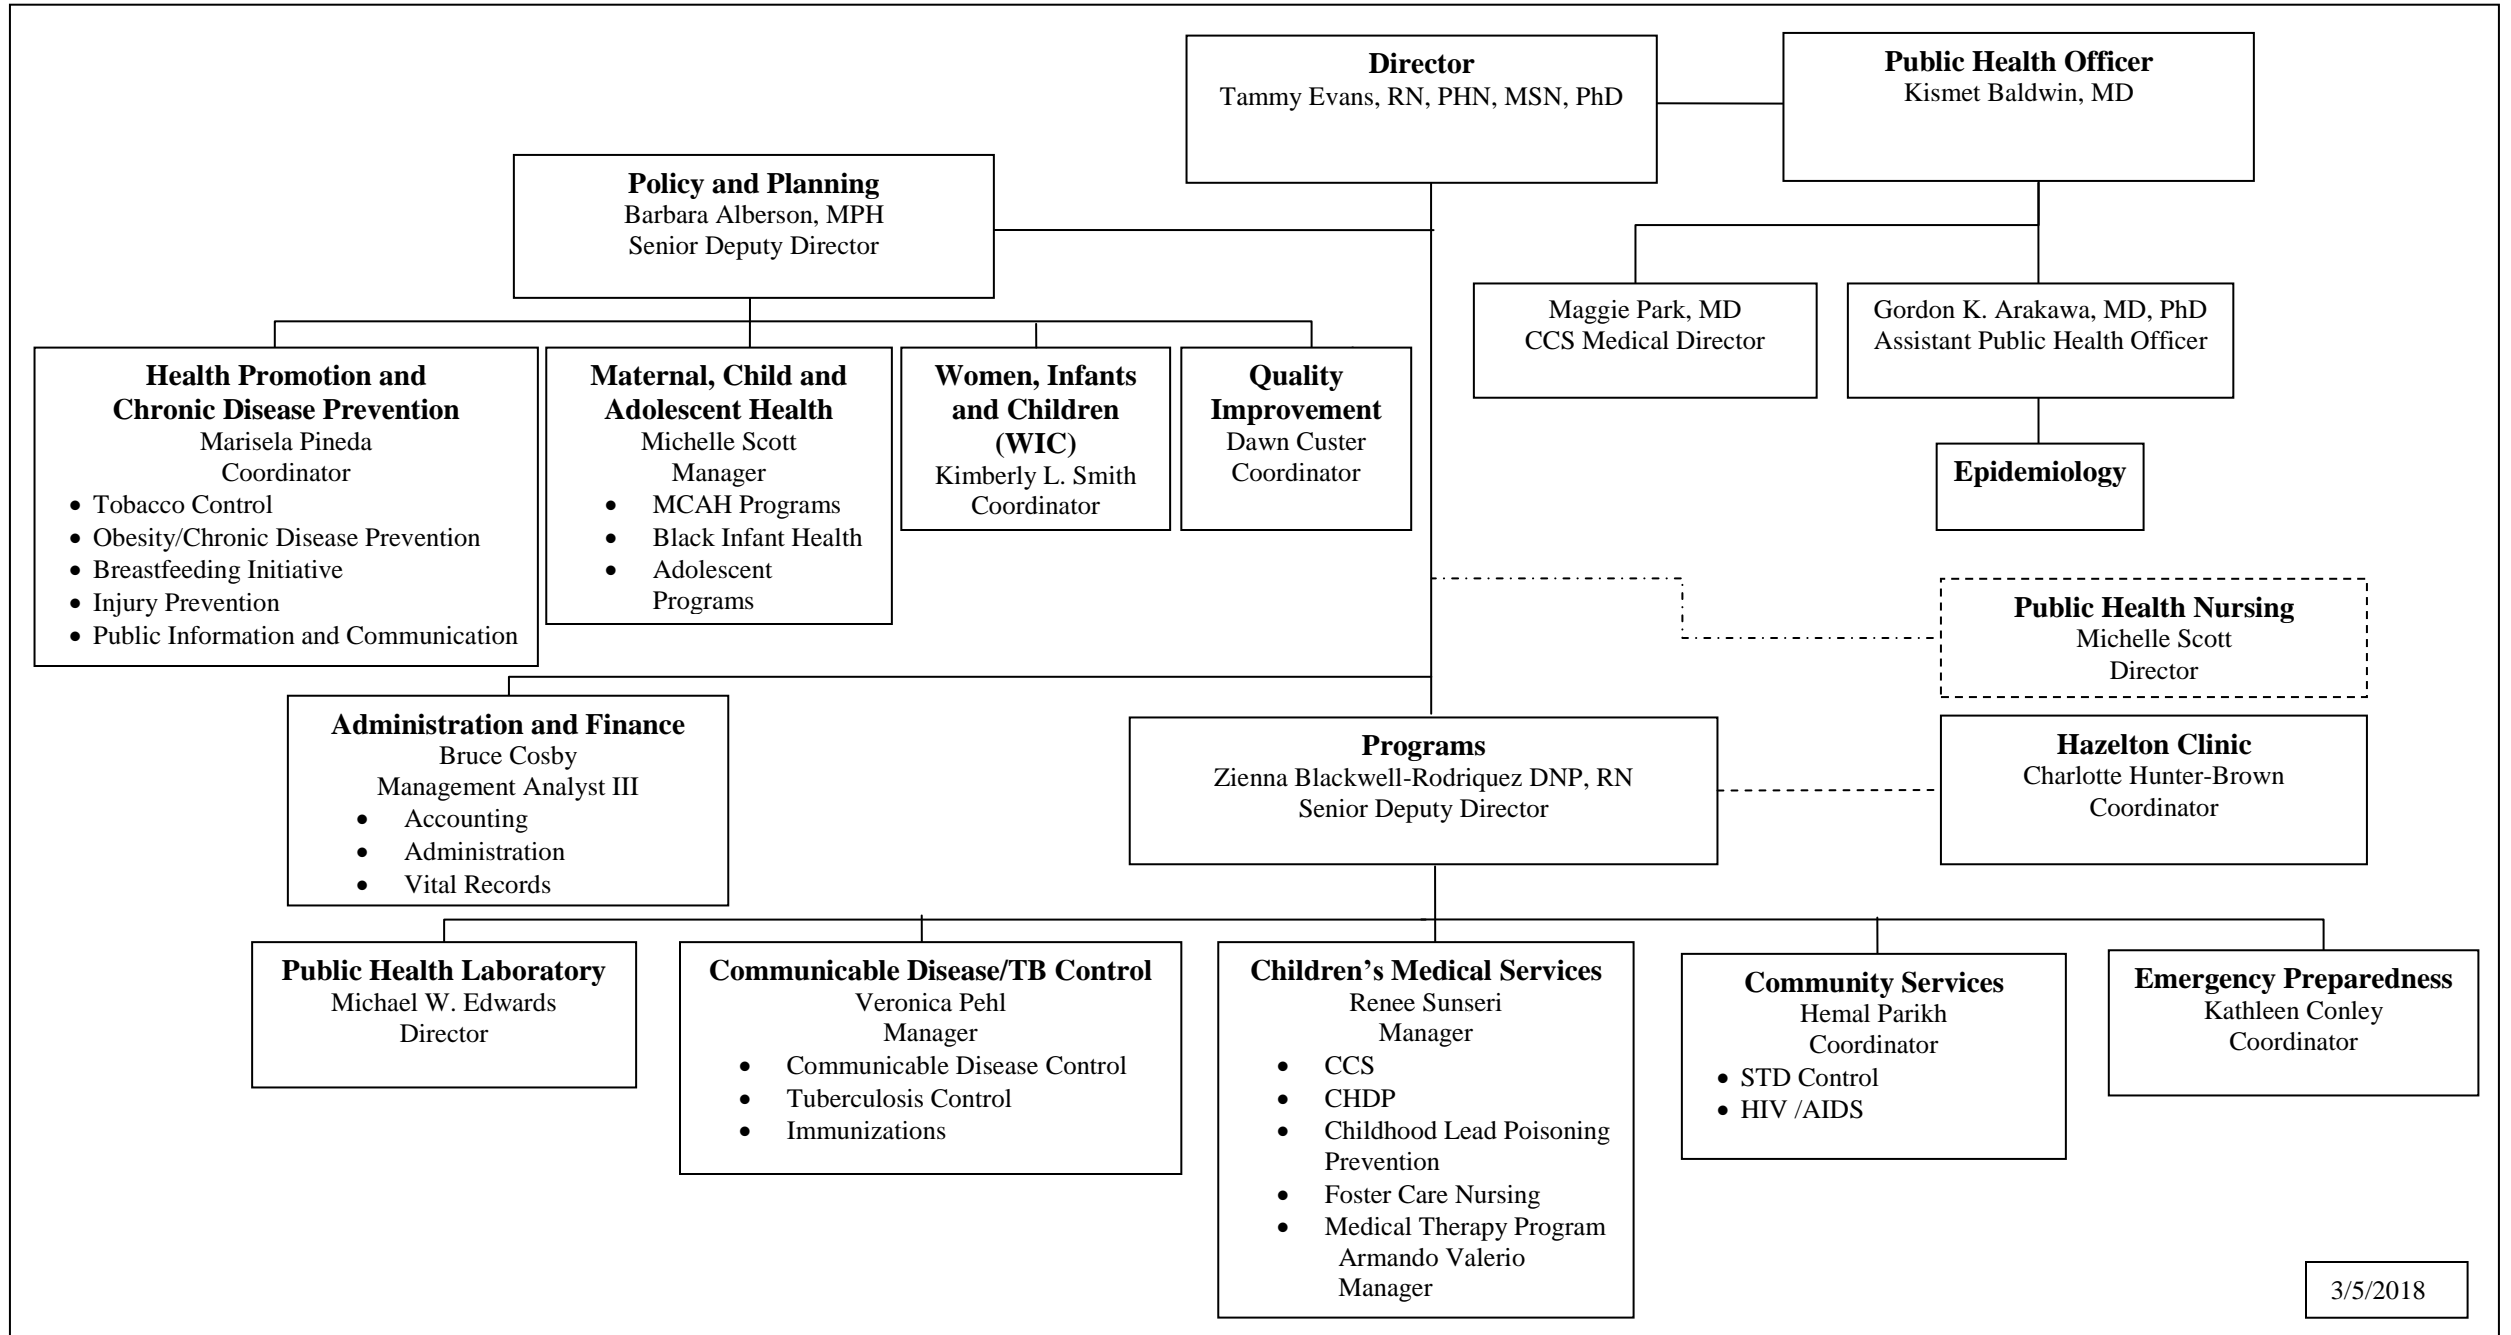 Director
Tammy Evans, RN, PHN, MSN, PhD
Public Health Officer
Kismet Baldwin, MD
Policy and Planning
Barbara Alberson, MPH
Senior Deputy Director
Maggie Park, MD
CCS Medical Director
Gordon K. Arakawa, MD, PhD
Assistant Public Health Officer
Epidemiology
Health Promotion and
Chronic Disease Prevention
Marisela Pineda
Coordinator
• Tobacco Control
• Obesity/Chronic Disease Prevention
• Breastfeeding Initiative
• Injury Prevention
• Public Information and Communication
Maternal, Child and
Adolescent Health
Michelle Scott
Manager
• MCAH Programs
• Black Infant Health
• Adolescent
Programs
Women, Infants
and Children
(WIC)
Kimberly L. Smith
Coordinator
Quality
Improvement
Dawn Custer
Coordinator
Public Health Nursing
Michelle Scott
Director
Administration and Finance
Bruce Cosby
Management Analyst III
• Accounting
• Administration
• Vital Records
Programs
Zienna Blackwell-Rodriquez DNP, RN
Senior Deputy Director
Hazelton Clinic
Charlotte Hunter-Brown
Coordinator
Public Health Laboratory
Michael W. Edwards
Director
Communicable Disease/TB Control
Veronica Pehl
Manager
• Communicable Disease Control
• Tuberculosis Control
• Immunizations
Children’s Medical Services
Renee Sunseri
Manager
• CCS
• CHDP
• Childhood Lead Poisoning
Prevention
• Foster Care Nursing
• Medical Therapy Program
Armando Valerio
Manager
Community Services
Hemal Parikh
Coordinator
• STD Control
• HIV /AIDS
Emergency Preparedness
Kathleen Conley
Coordinator
3/5/2018